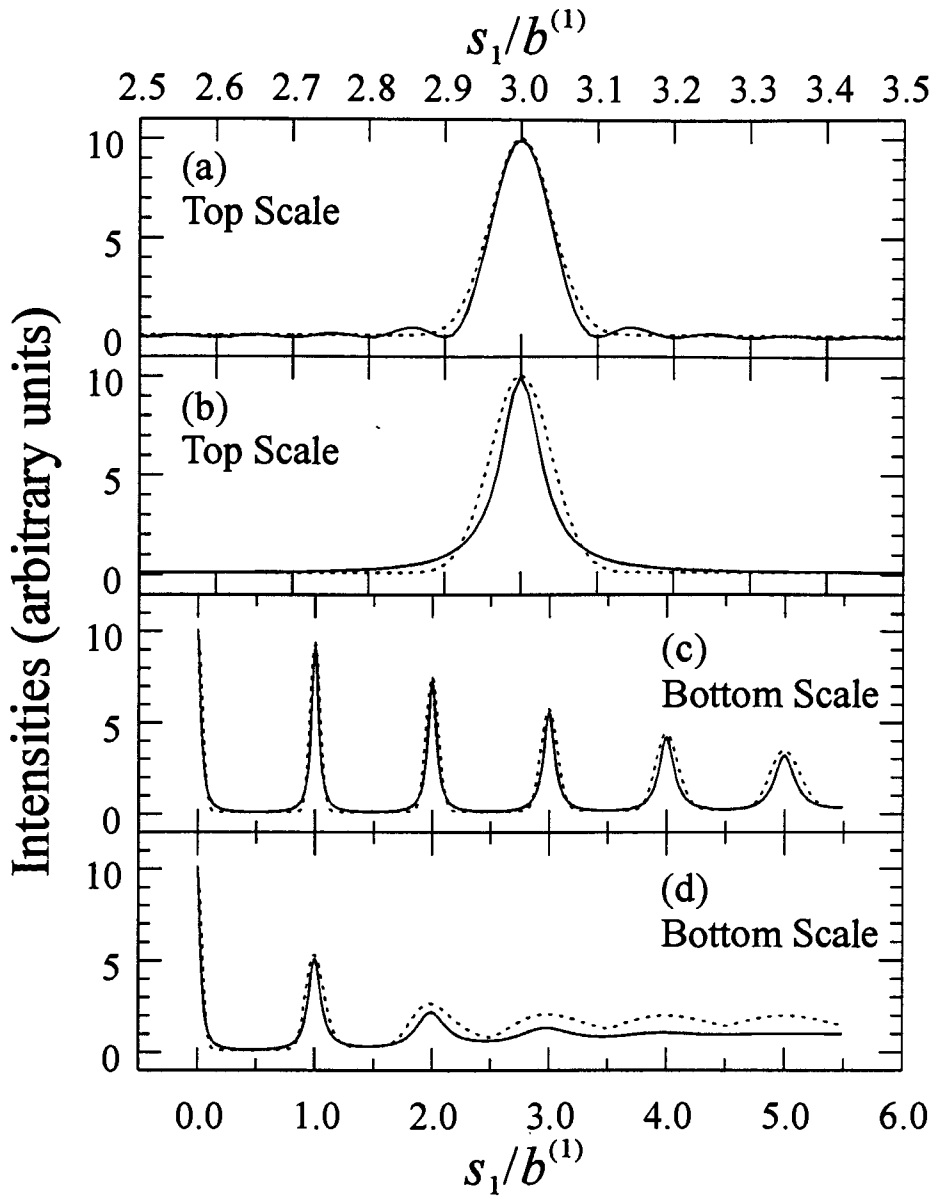 s₁/b⁽¹⁾
2.5 2.6 2.7 2.8 2.9 3.0 3.1 3.2 3.3 3.4 3.5
Intensities (arbitrary units)
10
5
0
(a)
Top Scale
10
5
0
(b)
Top Scale
10
5
0
(c)
Bottom Scale
10
5
0
(d)
Bottom Scale
0.0 1.0 2.0 3.0 4.0 5.0 6.0
s₁/b⁽¹⁾